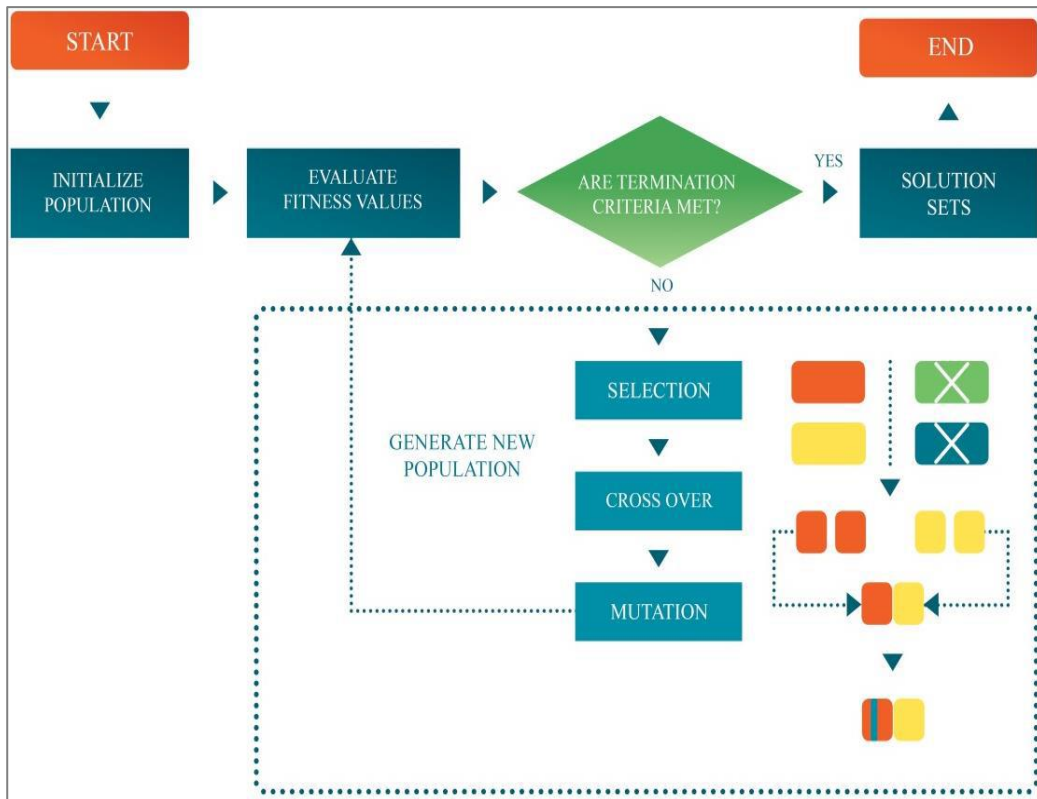 START
END
INITIALIZE
POPULATION
EVALUATE
FITNESS VALUES
ARE TERMINATION
CRITERIA MET?
YES
SOLUTION
SETS
NO
SELECTION
GENERATE NEW
POPULATION
CROSS OVER
MUTATION